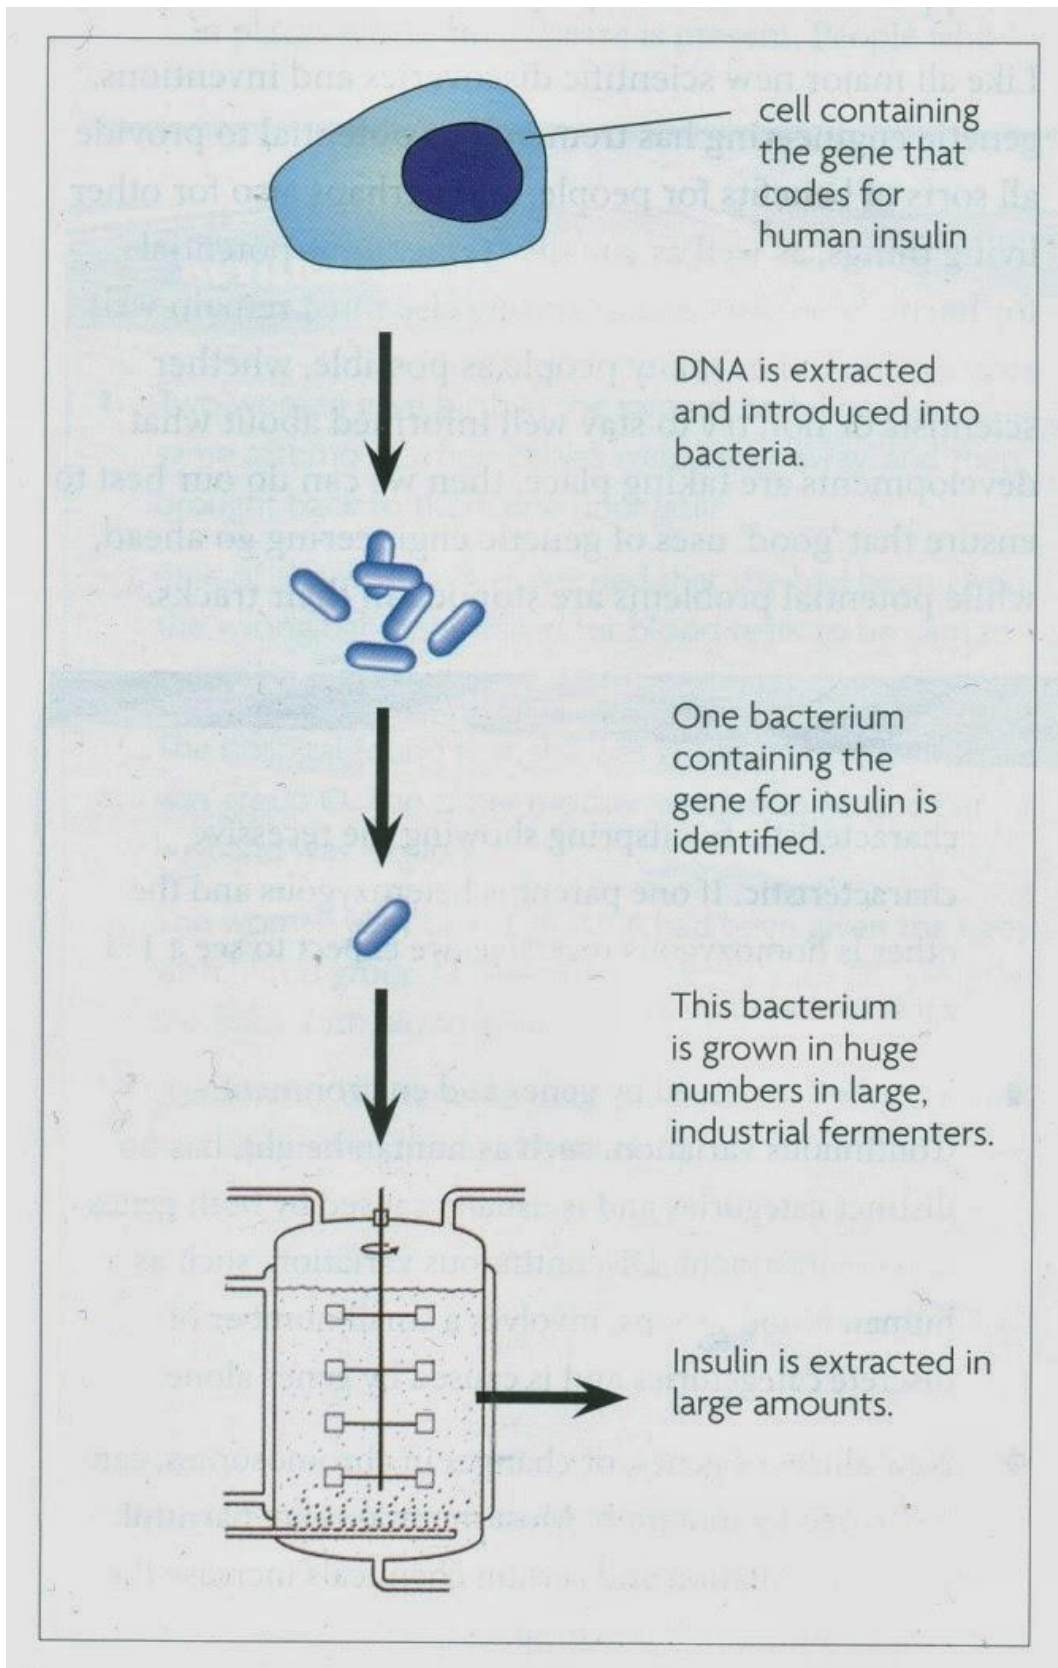 cell containing
the gene that
codes for
human insulin
DNA is extracted
and introduced into
bacteria.
One bacterium
containing the
gene for insulin is
identified.
This bacterium
is grown in huge
numbers in large,
industrial fermenters.
Insulin is extracted in
large amounts.